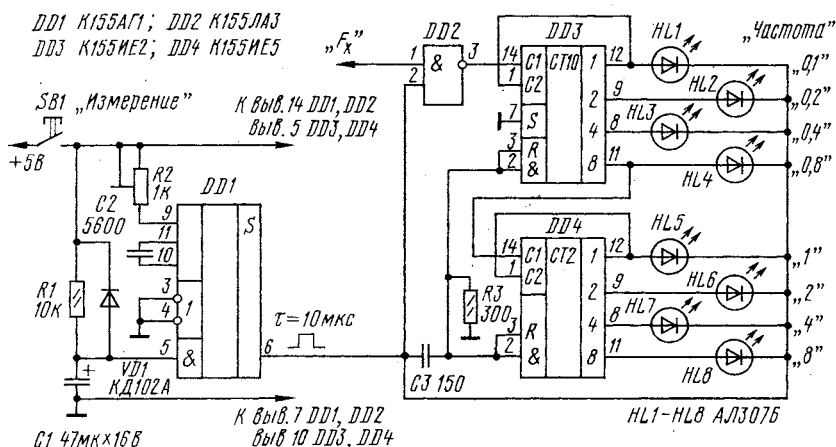 DD1 К155АГ1; DD2 К155ЛА3
DD3 К155ИЕ2; DD4 К155ИЕ5
SB1 „Измерение"
+5В
К выв.14 DD1, DD2
выв. 5 DD3, DD4
C2
5600
R2
1к
DD1
9
11
10
3
4
5
1
&
S
6
R1
10к
VD1
КД102А
+
C1 47мк×16В
τ=10мкс
К выв.7 DD1, DD2
выв 10 DD3, DD4
„Fx"
DD2
1
2
&
3
DD3
14
1
7
3
2
C1
C2
S
R
&
CT10
1
2
4
8
12
9
8
11
HL1
HL2
HL3
HL4
„Частота"
„0,1"
„0,2"
„0,4"
„0,8"
DD4
14
1
3
2
C1
C2
R
&
CT2
1
2
4
8
12
9
8
11
HL5
HL6
HL7
HL8
„1"
„2"
„4"
„8"
R3
300
C3 150
HL1-HL8 АЛ307Б